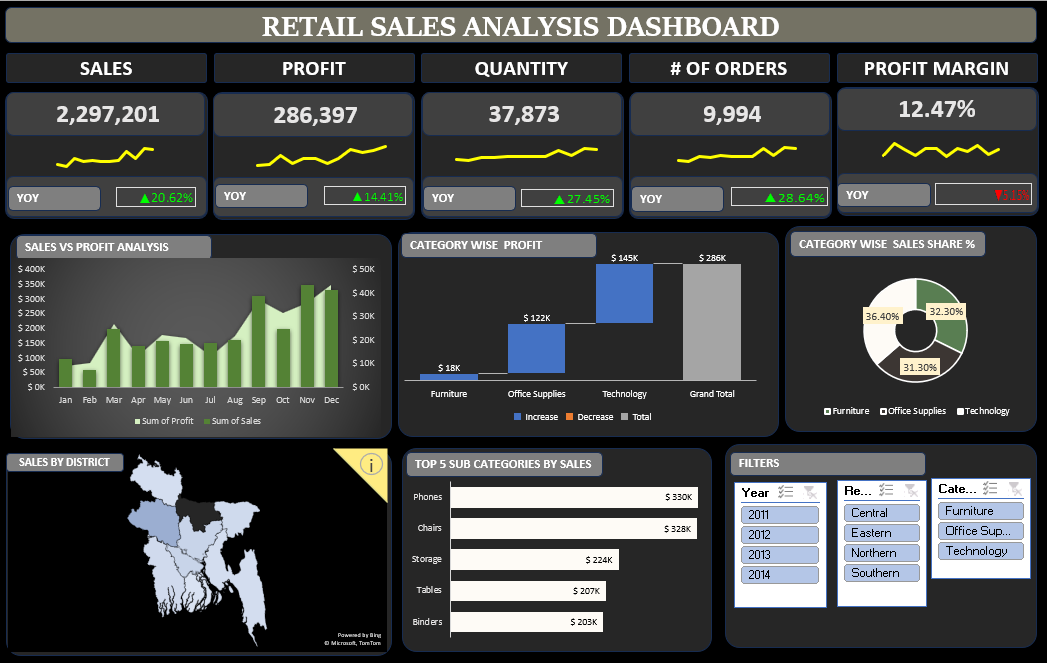 RETAIL SALES ANALYSIS DASHBOARD
SALES
PROFIT
QUANTITY
# OF ORDERS
PROFIT MARGIN
2,297,201
286,397
37,873
9,994
12.47%
YOY
▲20.62%
YOY
▲14.41%
YOY
▲27.45%
YOY
▲28.64%
YOY
SALES VS PROFIT ANALYSIS
$ 400K
$ 350K
$ 300K
$ 250K
$ 200K
$ 150K
$ 100K
$ 50K
$ 0K
$ 50K
$ 40K
$ 30K
$ 20K
$ 10K
$ 0K
Jan Feb Mar Apr May Jun Jul Aug Sep Oct Nov Dec
Sum of Profit Sum of Sales
CATEGORY WISE PROFIT
$ 18K
$ 122K
$ 145K
$ 286K
Furniture Office Supplies Technology Grand Total
Increase Decrease Total
CATEGORY WISE SALES SHARE %
36.40%
32.30%
31.30%
Furniture Office Supplies Technology
SALES BY DISTRICT
i
Powered by Bing
© Microsoft, TomTom
TOP 5 SUB CATEGORIES BY SALES
Phones $ 330K
Chairs $ 328K
Storage $ 224K
Tables $ 207K
Binders $ 203K
FILTERS
Year
2011
2012
2013
2014
Re...
Central
Eastern
Northern
Southern
Cate...
Furniture
Office Sup...
Technology